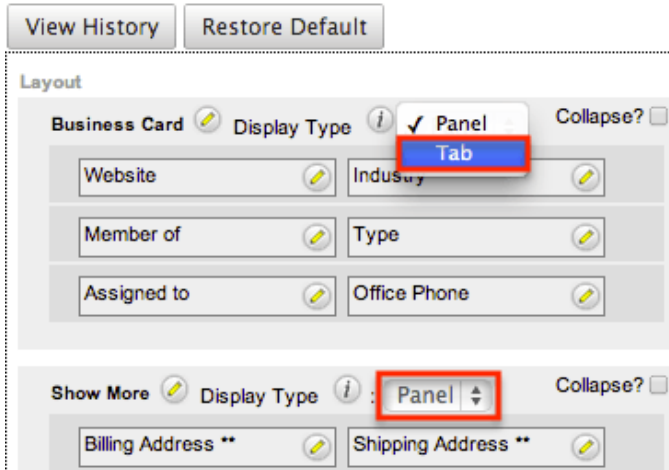 View History Restore Default
Layout
Business Card Display Type i ✓ Panel Collapse?
Tab
Website Industry
Member of Type
Assigned to Office Phone
Show More Display Type i : Panel Collapse?
Billing Address ** Shipping Address **